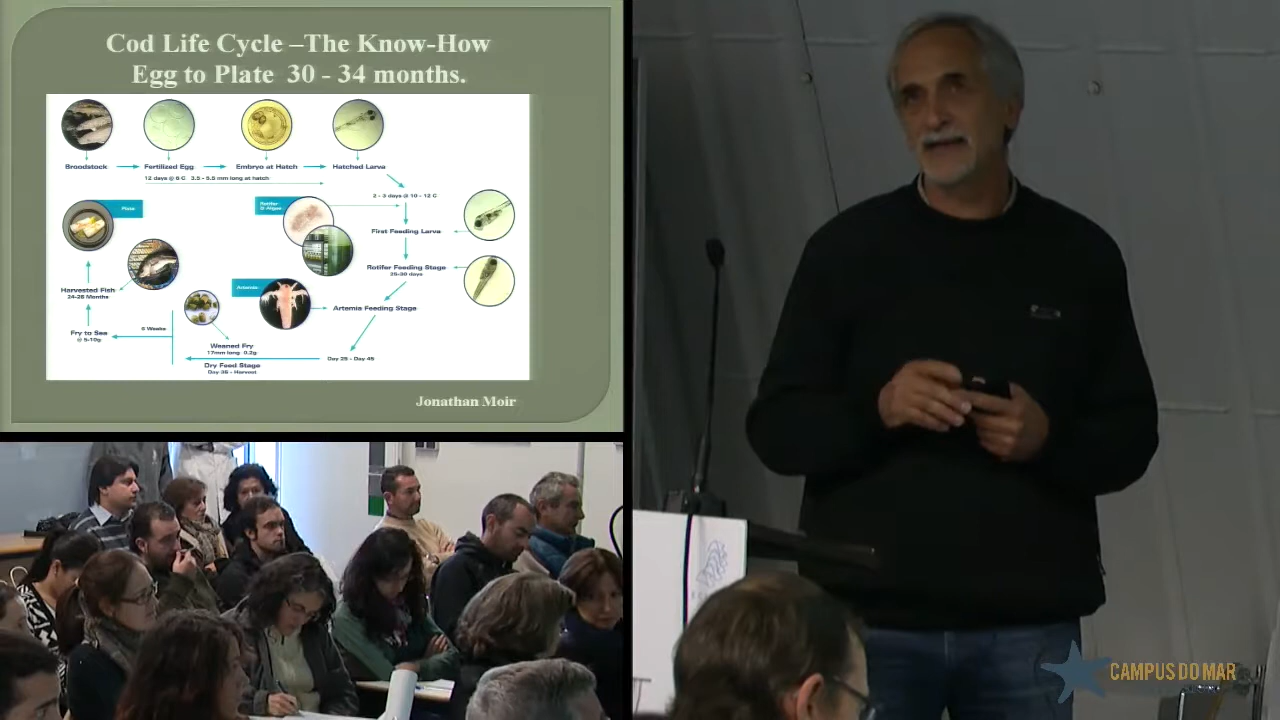 Cod Life Cycle –The Know-How
Egg to Plate 30 - 34 months.
Broodstock
Fertilized Egg
Embryo at Hatch
Hatched Larva
12 days @ 6 C 3.5 - 5.5 mm long at hatch
2 - 3 days @ 10 - 12 C
Plate
Rotifer
First Feeding Larva
Rotifer Feeding Stage
25-30 days
Artemia
Artemia Feeding Stage
Harvested Fish
24-26 Months
Fry to Sea
@ 5-10g
6 Weeks
Weaned Fry
17mm long 0.2g
Day 25 - Day 45
Dry Feed Stage
Day 36 - Harvest
Jonathan Moir
CAMPUS DO MAR